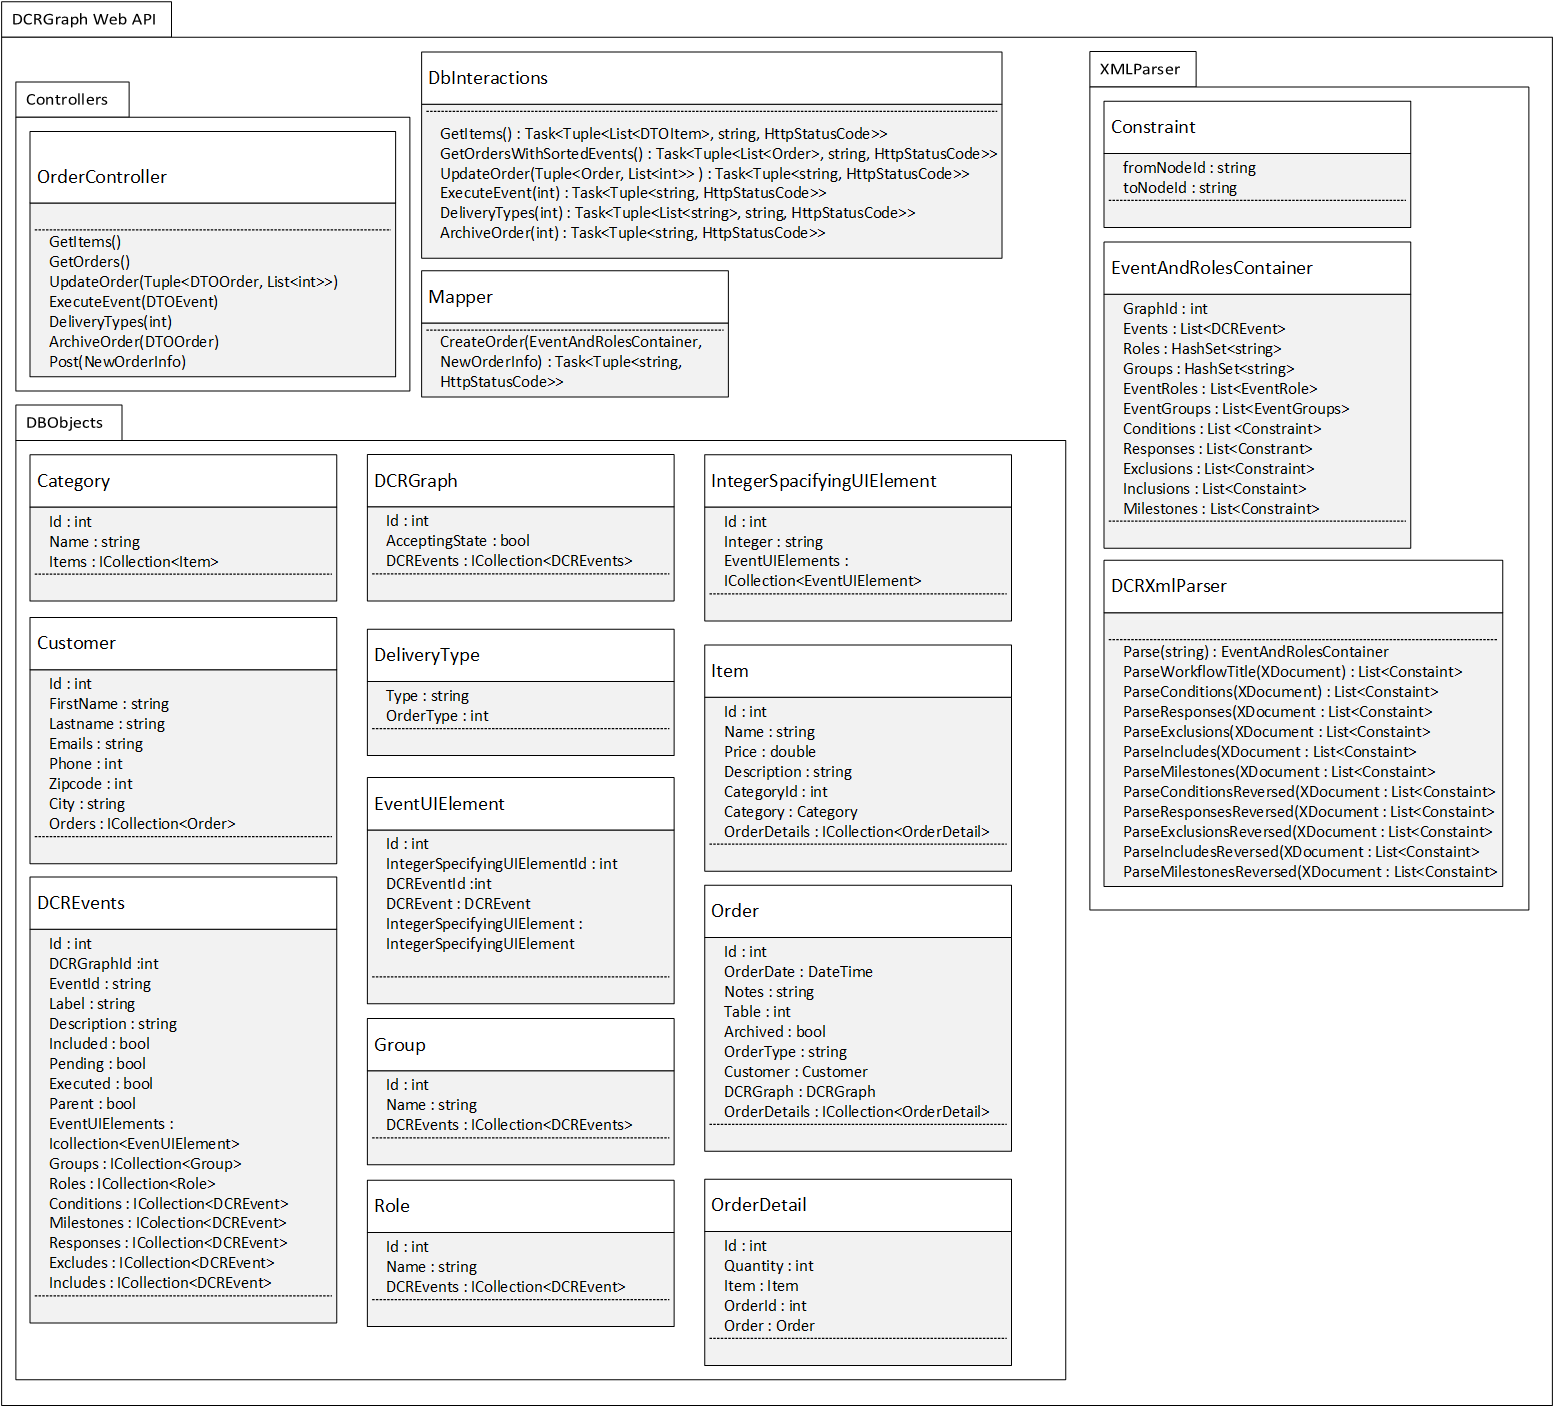 DCRGraph Web API
Controllers
OrderController
GetItems()
GetOrders()
UpdateOrder(Tuple<DTOOrder, List<int>>)
ExecuteEvent(DTOEvent)
DeliveryTypes(int)
ArchiveOrder(DTOOrder)
Post(NewOrderInfo)
DbInteractions
GetItems() : Task<Tuple<List<DTOItem>, string, HttpStatusCode>>
GetOrdersWithSortedEvents() : Task<Tuple<List<Order>, string, HttpStatusCode>>
UpdateOrder(Tuple<Order, List<int>> ) : Task<Tuple<string, HttpStatusCode>>
ExecuteEvent(int) : Task<Tuple<string, HttpStatusCode>>
DeliveryTypes(int) : Task<Tuple<List<string>, string, HttpStatusCode>>
ArchiveOrder(int) : Task<Tuple<string, HttpStatusCode>>
Mapper
CreateOrder(EventAndRolesContainer,
NewOrderInfo) : Task<Tuple<string,
HttpStatusCode>>
DBObjects
Category
Id : int
Name : string
Items : ICollection<Item>
Customer
Id : int
FirstName : string
Lastname : string
Emails : string
Phone : int
Zipcode : int
City : string
Orders : ICollection<Order>
DCREvents
Id : int
DCRGraphId :int
EventId : string
Label : string
Description : string
Included : bool
Pending : bool
Executed : bool
Parent : bool
EventUIElements :
Icollection<EvenUIElement>
Groups : ICollection<Group>
Roles : ICollection<Role>
Conditions : ICollection<DCREvent>
Milestones : IColection<DCREvent>
Responses : ICollection<DCREvent>
Excludes : ICollection<DCREvent>
Includes : ICollection<DCREvent>
DCRGraph
Id : int
AcceptingState : bool
DCREvents : ICollection<DCREvents>
DeliveryType
Type : string
OrderType : int
EventUIElement
Id : int
IntegerSpecifyingUIElementId : int
DCREventId :int
DCREvent : DCREvent
IntegerSpecifyingUIElement :
IntegerSpecifyingUIElement
Group
Id : int
Name : string
DCREvents : ICollection<DCREvents>
Role
Id : int
Name : string
DCREvents : ICollection<DCREvent>
IntegerSpacifyingUIElement
Id : int
Integer : string
EventUIElements :
ICollection<EventUIElement>
Item
Id : int
Name : string
Price : double
Description : string
CategoryId : int
Category : Category
OrderDetails : ICollection<OrderDetail>
Order
Id : int
OrderDate : DateTime
Notes : string
Table : int
Archived : bool
OrderType : string
Customer : Customer
DCRGraph : DCRGraph
OrderDetails : ICollection<OrderDetail>
OrderDetail
Id : int
Quantity : int
Item : Item
OrderId : int
Order : Order
XMLParser
Constraint
fromNodeId : string
toNodeId : string
EventAndRolesContainer
GraphId : int
Events : List<DCREvent>
Roles : HashSet<string>
Groups : HashSet<string>
EventRoles : List<EventRole>
EventGroups : List<EventGroups>
Conditions : List <Constraint>
Responses : List<Constrant>
Exclusions : List<Constraint>
Inclusions : List<Constaint>
Milestones : List<Constraint>
DCRXmlParser
Parse(string) : EventAndRolesContainer
ParseWorkflowTitle(XDocument) : List<Constaint>
ParseConditions(XDocument) : List<Constaint>
ParseResponses(XDocument : List<Constaint>
ParseExclusions(XDocument : List<Constaint>
ParseIncludes(XDocument : List<Constaint>
ParseMilestones(XDocument : List<Constaint>
ParseConditionsReversed(XDocument : List<Constaint>
ParseResponsesReversed(XDocument : List<Constaint>
ParseExclusionsReversed(XDocument : List<Constaint>
ParseIncludesReversed(XDocument : List<Constaint>
ParseMilestonesReversed(XDocument : List<Constaint>